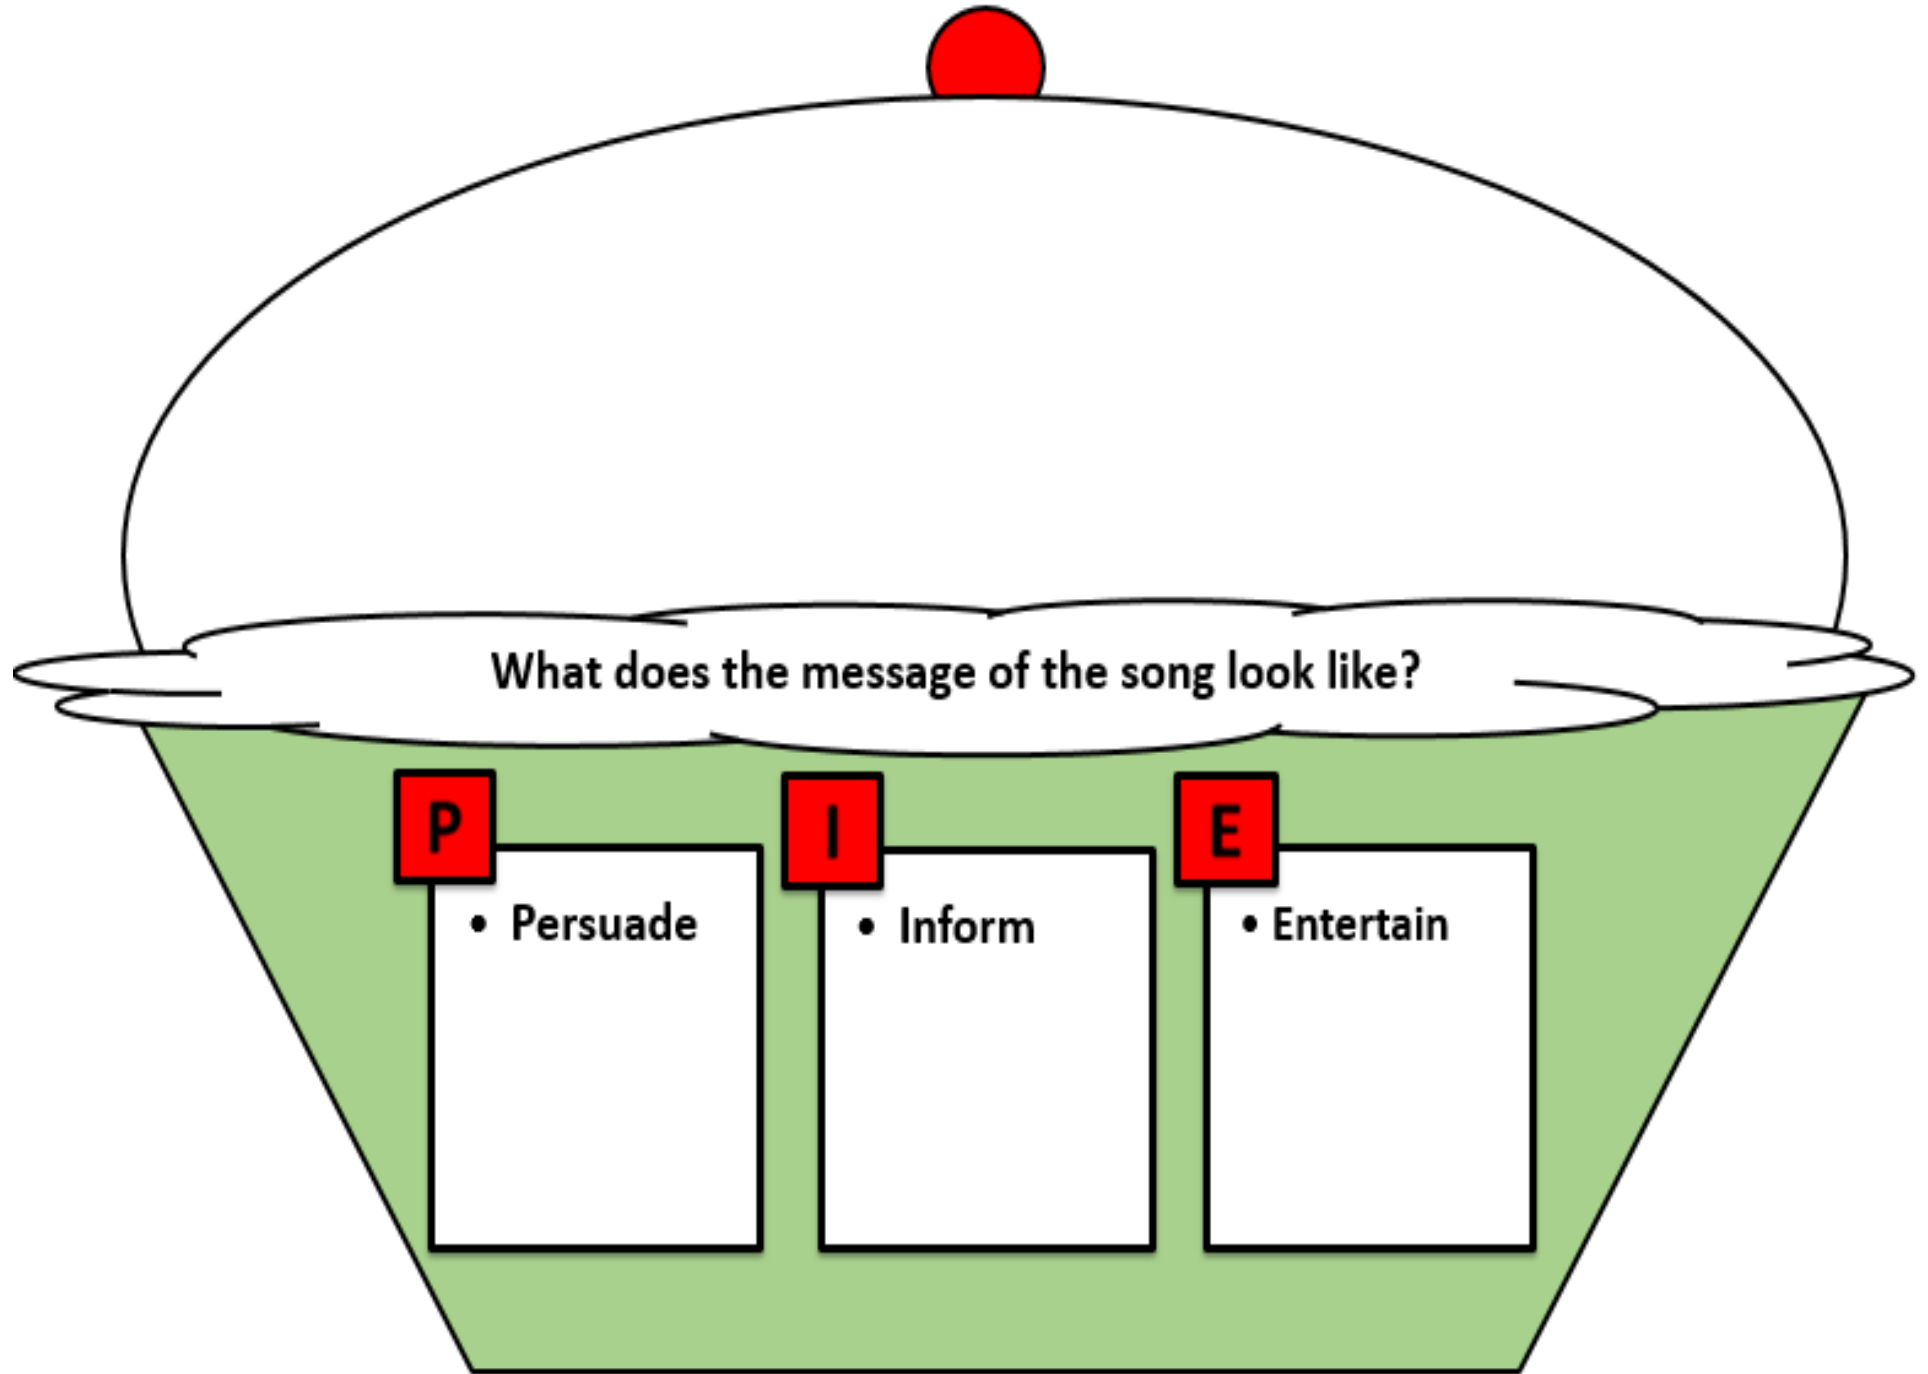 What does the message of the song look like?
P
I
E
• Persuade
• Inform
• Entertain